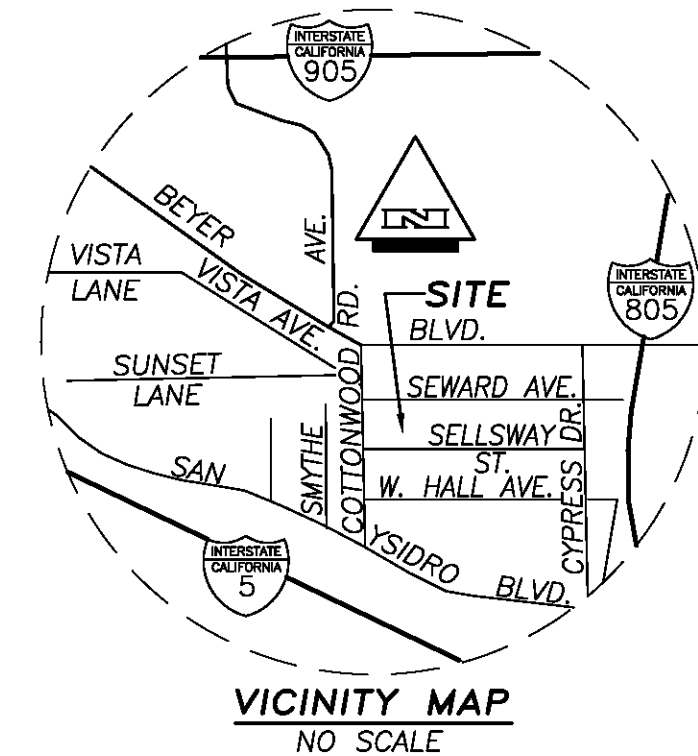 INTERSTATE
CALIFORNIA
905
N
BEYER
AVE.
VISTA
LANE
VISTA AVE.
RD.
SITE
BLVD.
INTERSTATE
CALIFORNIA
805
SUNSET
LANE
SEWARD AVE.
COTTONWOOD
SMYTHE
SELLSWAY
ST.
DR.
SAN
W. HALL AVE.
CYPRESS
YSIDRO
BLVD.
INTERSTATE
CALIFORNIA
5
VICINITY MAP
NO SCALE